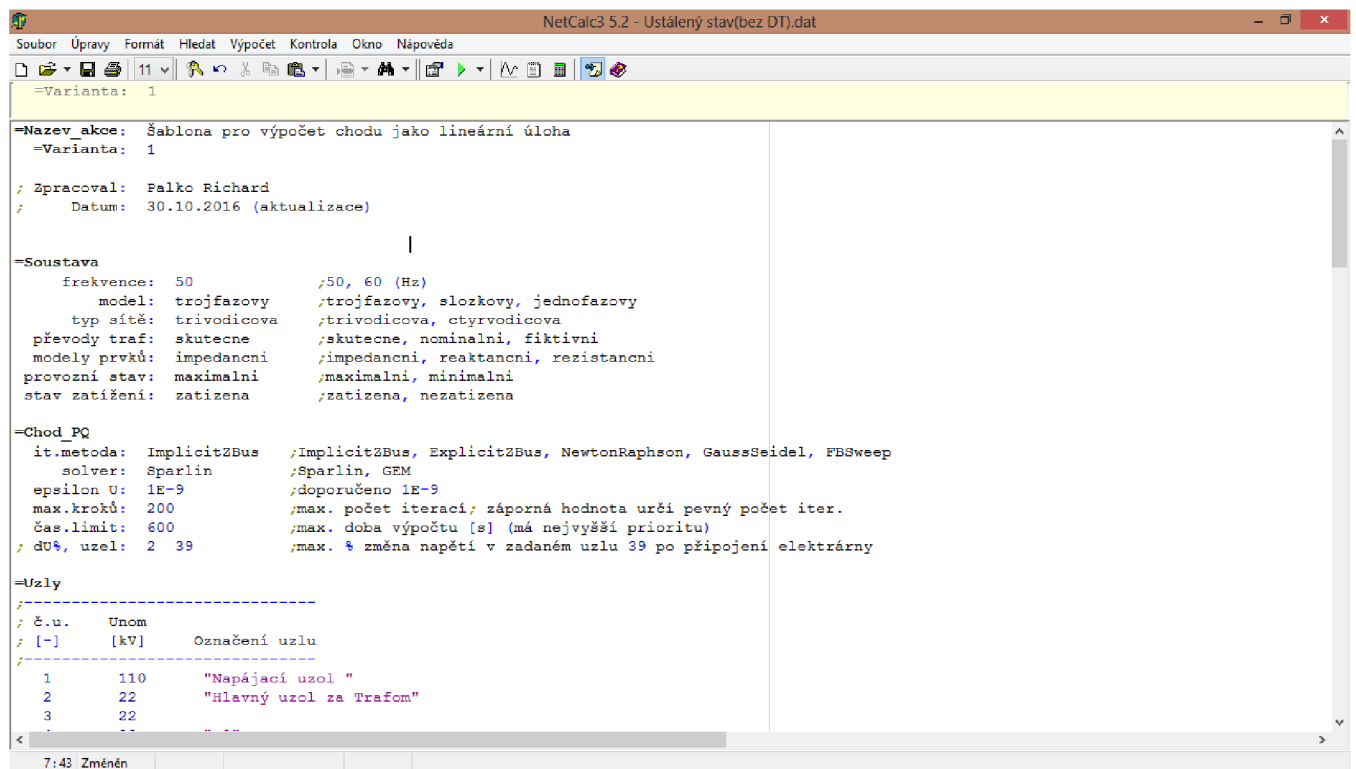 NetCalc3 5.2 - Ustálený stav(bez DT).dat
Soubor Úpravy Formát Hledat Výpočet Kontrola Okno Nápověda
11
=Varianta: 1
=Nazev_akce: Šablona pro výpočet chodu jako lineární úloha
=Varianta: 1
; Zpracoval: Palko Richard
; Datum: 30.10.2016 (aktualizace)
=Soustava
frekvence: 50 ;50, 60 (Hz)
model: trojfazovy ;trojfazovy, slozkovy, jednofazovy
typ sítě: trivodicova ;trivodicova, ctyrvodicova
převody traf: skutecne ;skutecne, nominalni, fiktivni
modely prvků: impedancni ;impedancni, reaktancni, rezistancni
provozní stav: maximalni ;maximalni, minimalni
stav zatížení: zatizena ;zatizena, nezatizena
=Chod_PQ
it.metoda: ImplicitZBus ;ImplicitZBus, ExplicitZBus, NewtonRaphson, GaussSeidel, FBSweep
solver: Sparlin ;Sparlin, GEM
epsilon U: 1E-9 ;doporučeno 1E-9
max.kroků: 200 ;max. počet iterací; záporná hodnota určí pevný počet iter.
čas.limit: 600 ;max. doba výpočtu [s] (má nejvyšší prioritu)
; dU%, uzel: 2 39 ;max. % změna napětí v zadaném uzlu 39 po připojení elektrárny
=Uzly
;-------------------------------
; č.u. Unom
; [-] [kV] Označení uzlu
;-------------------------------
1 110 "Napájací uzol "
2 22 "Hlavný uzol za Trafom"
3 22
7: 43 Změněn